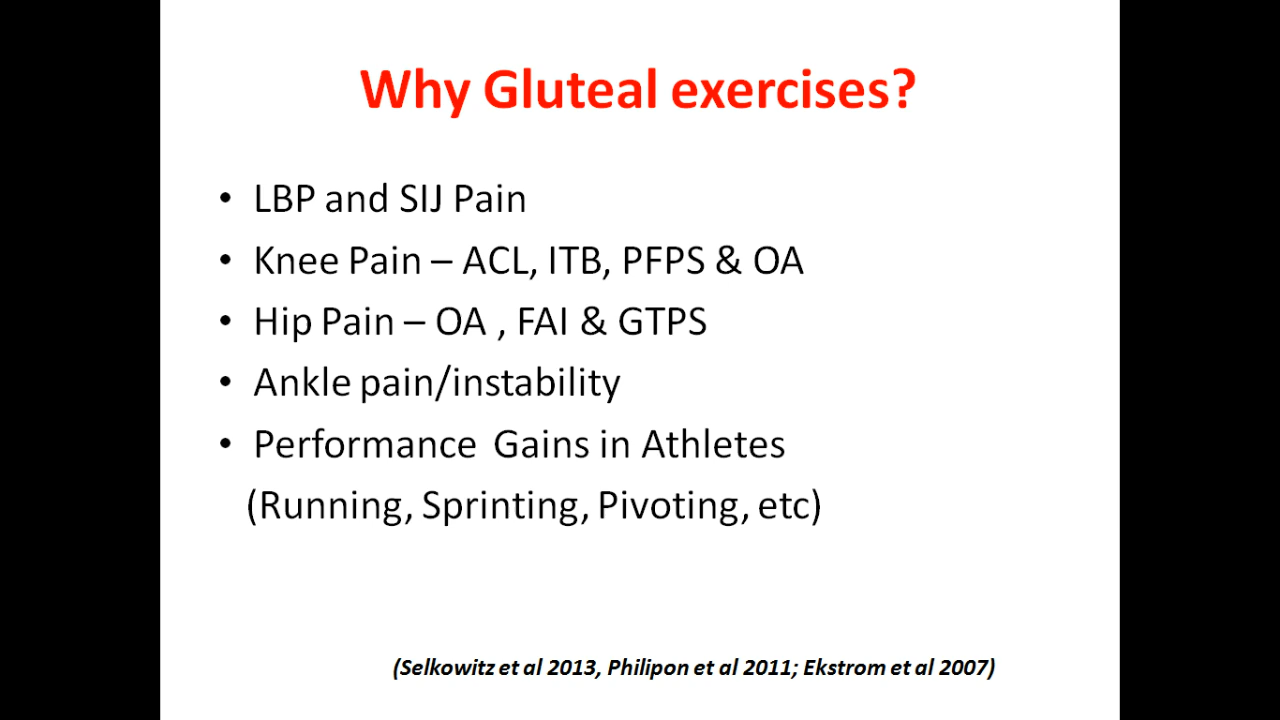 Why Gluteal exercises?
• LBP and SIJ Pain
• Knee Pain – ACL, ITB, PFPS & OA
• Hip Pain – OA , FAI & GTPS
• Ankle pain/instability
• Performance  Gains in Athletes
(Running, Sprinting, Pivoting, etc)
(Selkowitz et al 2013, Philipon et al 2011; Ekstrom et al 2007)